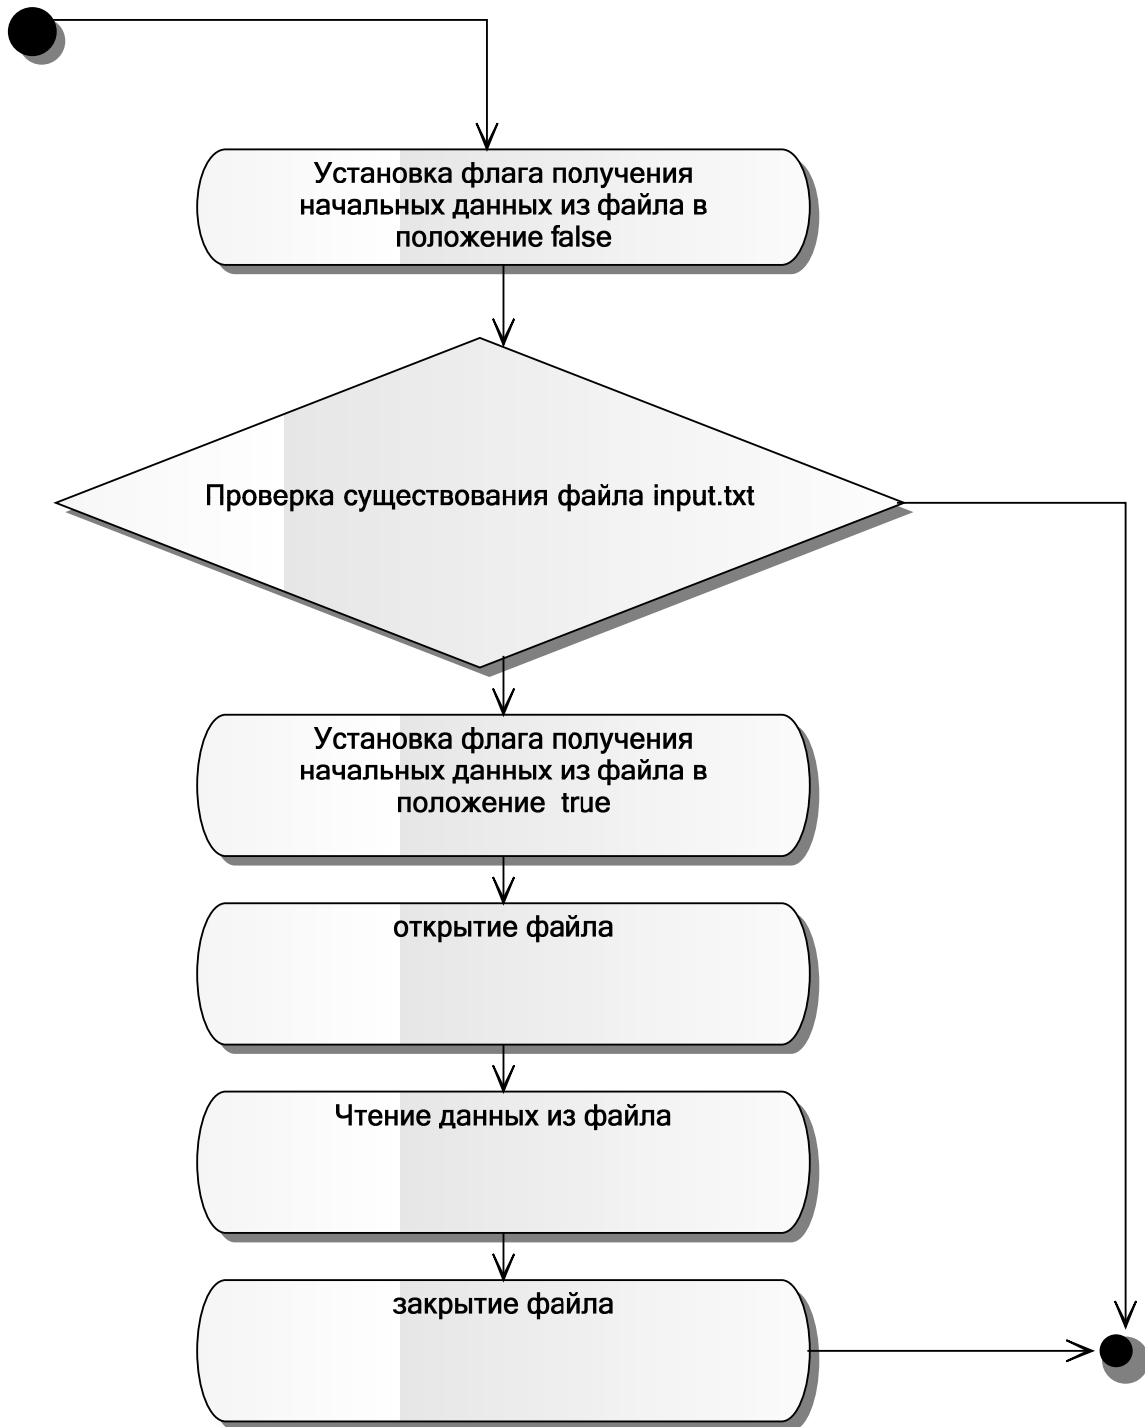 Установка флага получения
начальных данных из файла в
положение false
Проверка существования файла input.txt
Установка флага получения
начальных данных из файла в
положение  true
открытие файла
Чтение данных из файла
закрытие файла